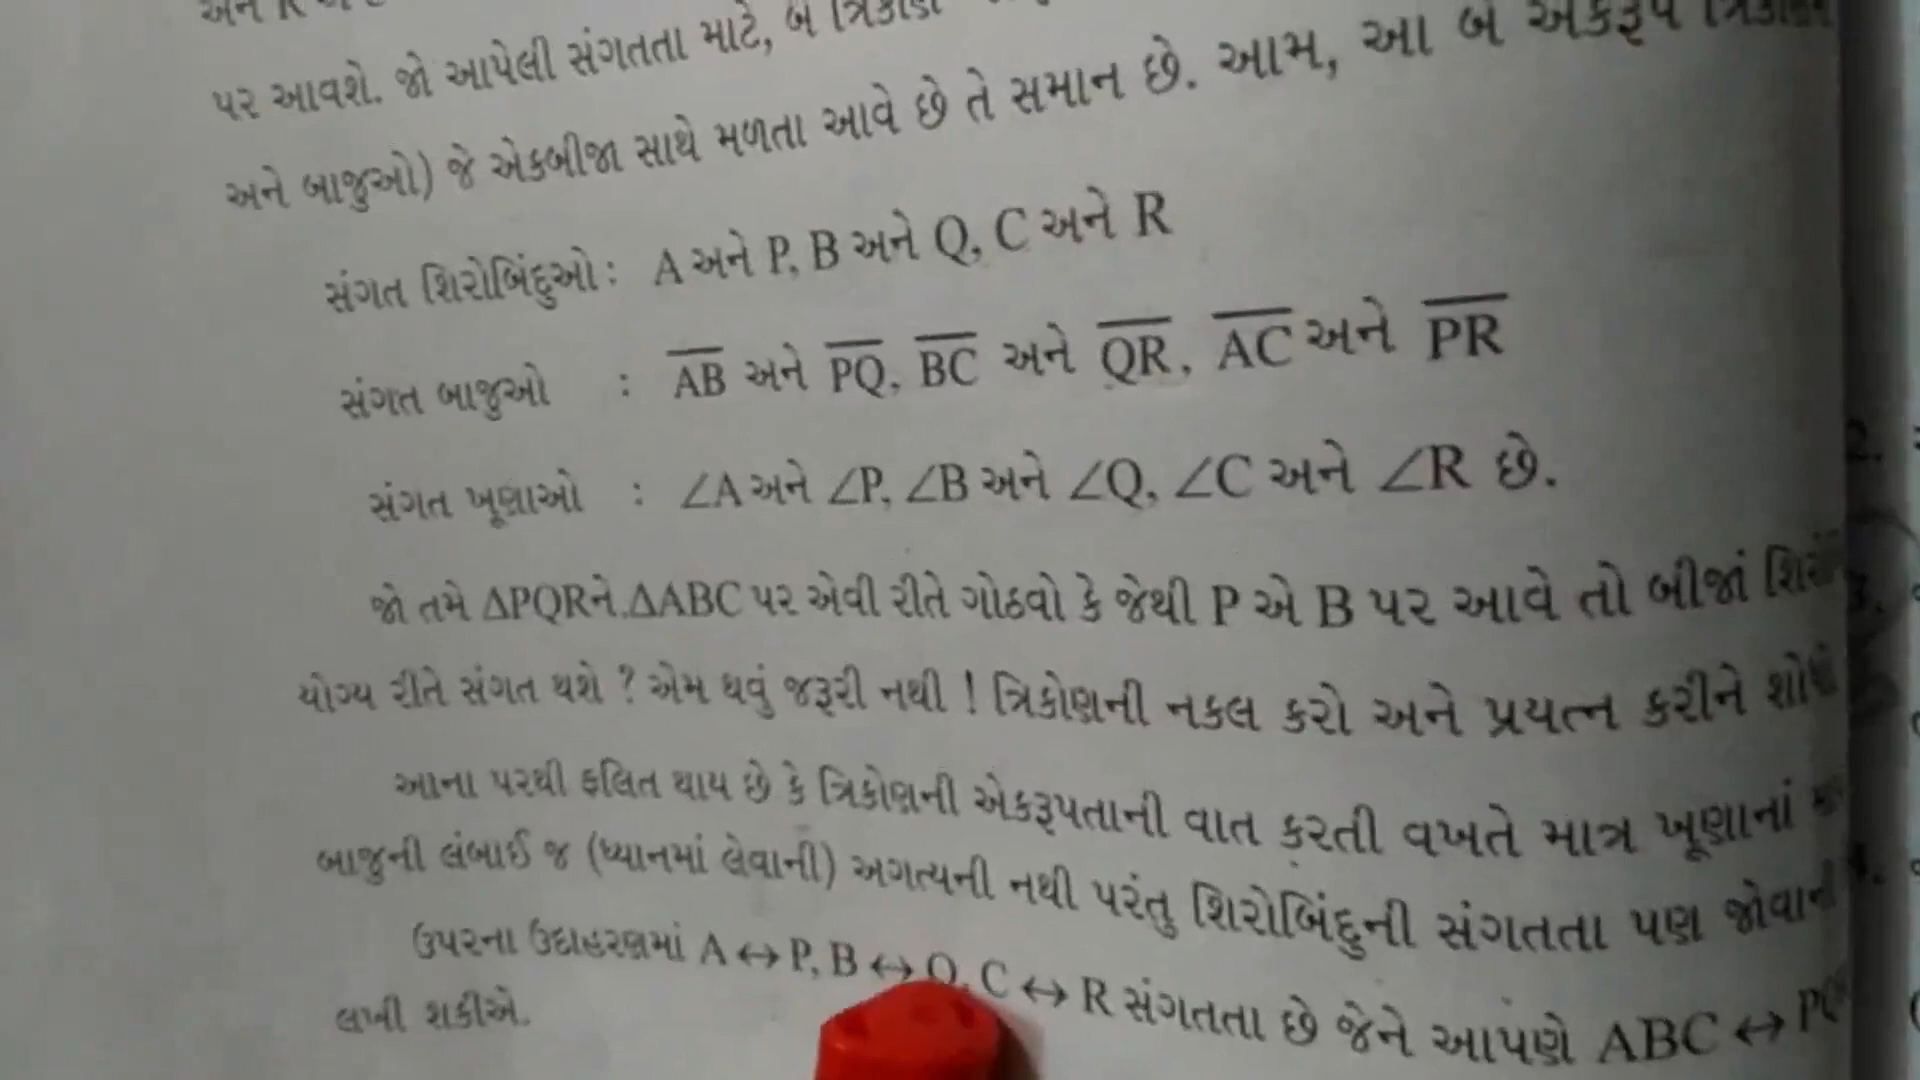 પર આવશે. જો આપેલી સંગતતા માટે, બે
અને બાજુઓ) જે એકબીજા સાથે મળતા આવે છે તે સમાન છે. આમ, આ બે એકરૂપ
સંગત શિરોબિંદુઓ : A અને P, B અને Q, C અને R
સંગત બાજુઓ : AB અને PQ, BC અને QR, AC અને PR
સંગત ખૂણાઓ : ∠A અને ∠P, ∠B અને ∠Q, ∠C અને ∠R છે.
જો તમે ΔPQRને ΔABC પર એવી રીતે ગોઠવો કે જેથી P એ B પર આવે તો બીજાં
યોગ્ય રીતે સંગત થશે ? એમ થવું જરૂરી નથી ! ત્રિકોણની નકલ કરો અને પ્રયત્ન કરીને
આના પરથી ફલિત થાય છે કે ત્રિકોણની એકરૂપતાની વાત કરતી વખતે માત્ર ખૂણાનાં
બાજુની લંબાઈ જ (ધ્યાનમાં લેવાની) અગત્યની નથી પરંતુ શિરોબિંદુની સંગતતા પણ
ઉપરના ઉદાહરણમાં A ↔ P, B ↔ Q, C ↔ R સંગતતા છે જેને આપણે ABC ↔
લખી શકીએ.